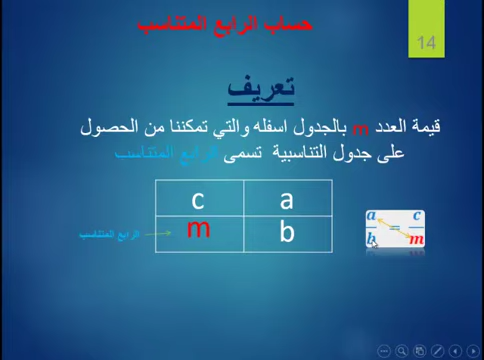 حساب الرابع المتناسب
14
تعريف
قيمة العدد m بالجدول اسفله والتي تمكننا من الحصول
على جدول التناسبية تسمى الرابع المتناسب
c a
m b
الرابع المتناسب
a/b = c/m